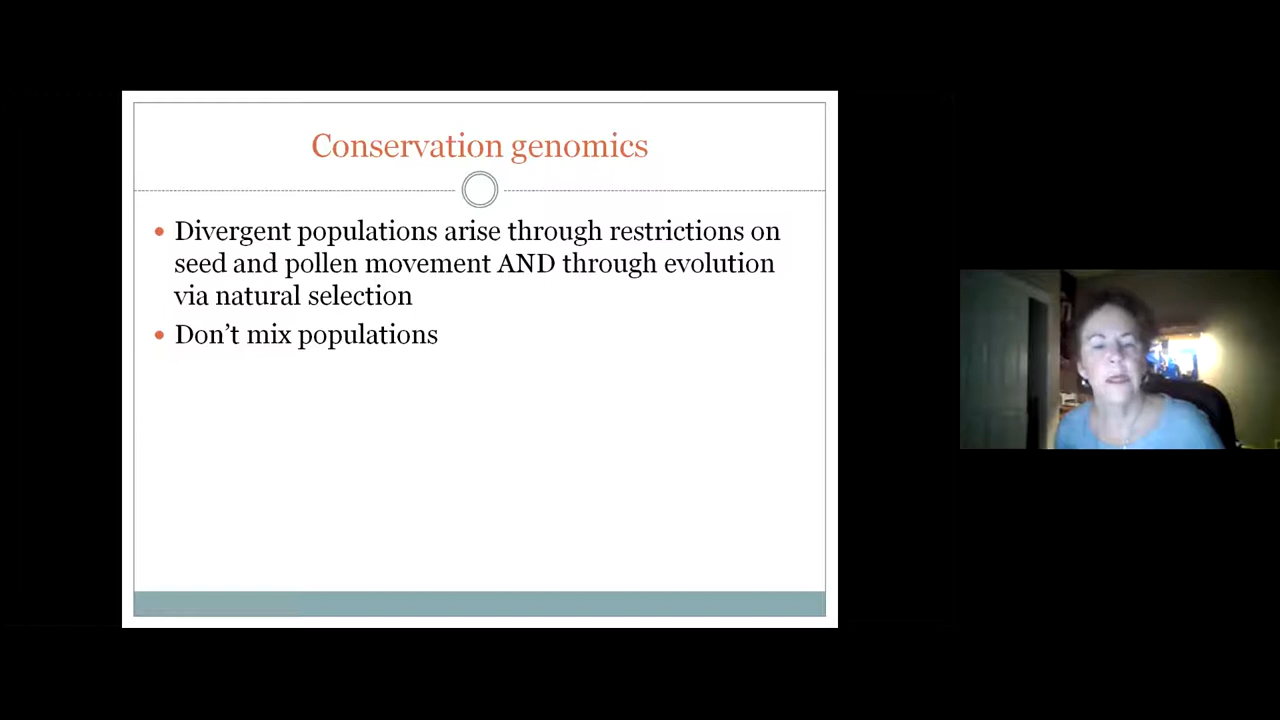 Conservation genomics
• Divergent populations arise through restrictions on
seed and pollen movement AND through evolution
via natural selection
• Don’t mix populations